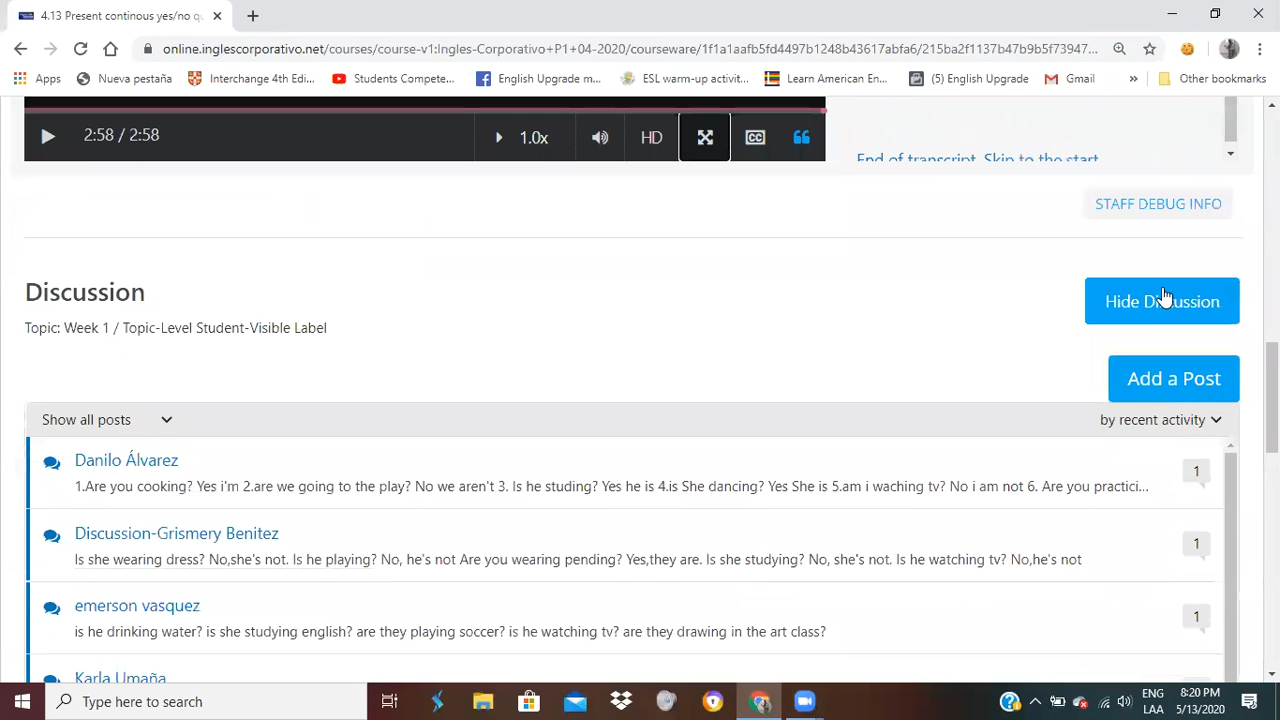 4.13 Present continous yes/no qu
online.inglescorporativo.net/courses/course-v1:Ingles-Corporativo+P1+04-2020/courseware/1f1a1aafb5fd4497b1248b43617abfa6/215ba2f1137b47b9b5f73947...
Apps Nueva pestaña Interchange 4th Edi... Students Compete... English Upgrade m... ESL warm-up activit... Learn American En... (5) English Upgrade Gmail » Other bookmarks
2:58 / 2:58 1.0x HD CC
End of transcript. Skip to the start.
STAFF DEBUG INFO
Discussion
Hide Discussion
Topic: Week 1 / Topic-Level Student-Visible Label
Add a Post
Show all posts by recent activity
Danilo Álvarez
1.Are you cooking? Yes i'm 2.are we going to the play? No we aren't 3. Is he studing? Yes he is 4.is She dancing? Yes She is 5.am i waching tv? No i am not 6. Are you practici... 1
Discussion-Grismery Benitez
Is she wearing dress? No,she's not. Is he playing? No, he's not Are you wearing pending? Yes,they are. Is she studying? No, she's not. Is he watching tv? No,he's not 1
emerson vasquez
is he drinking water? is she studying english? are they playing soccer? is he watching tv? are they drawing in the art class? 1
Karla Umaña
Type here to search
ENG 8:20 PM
LAA 5/13/2020